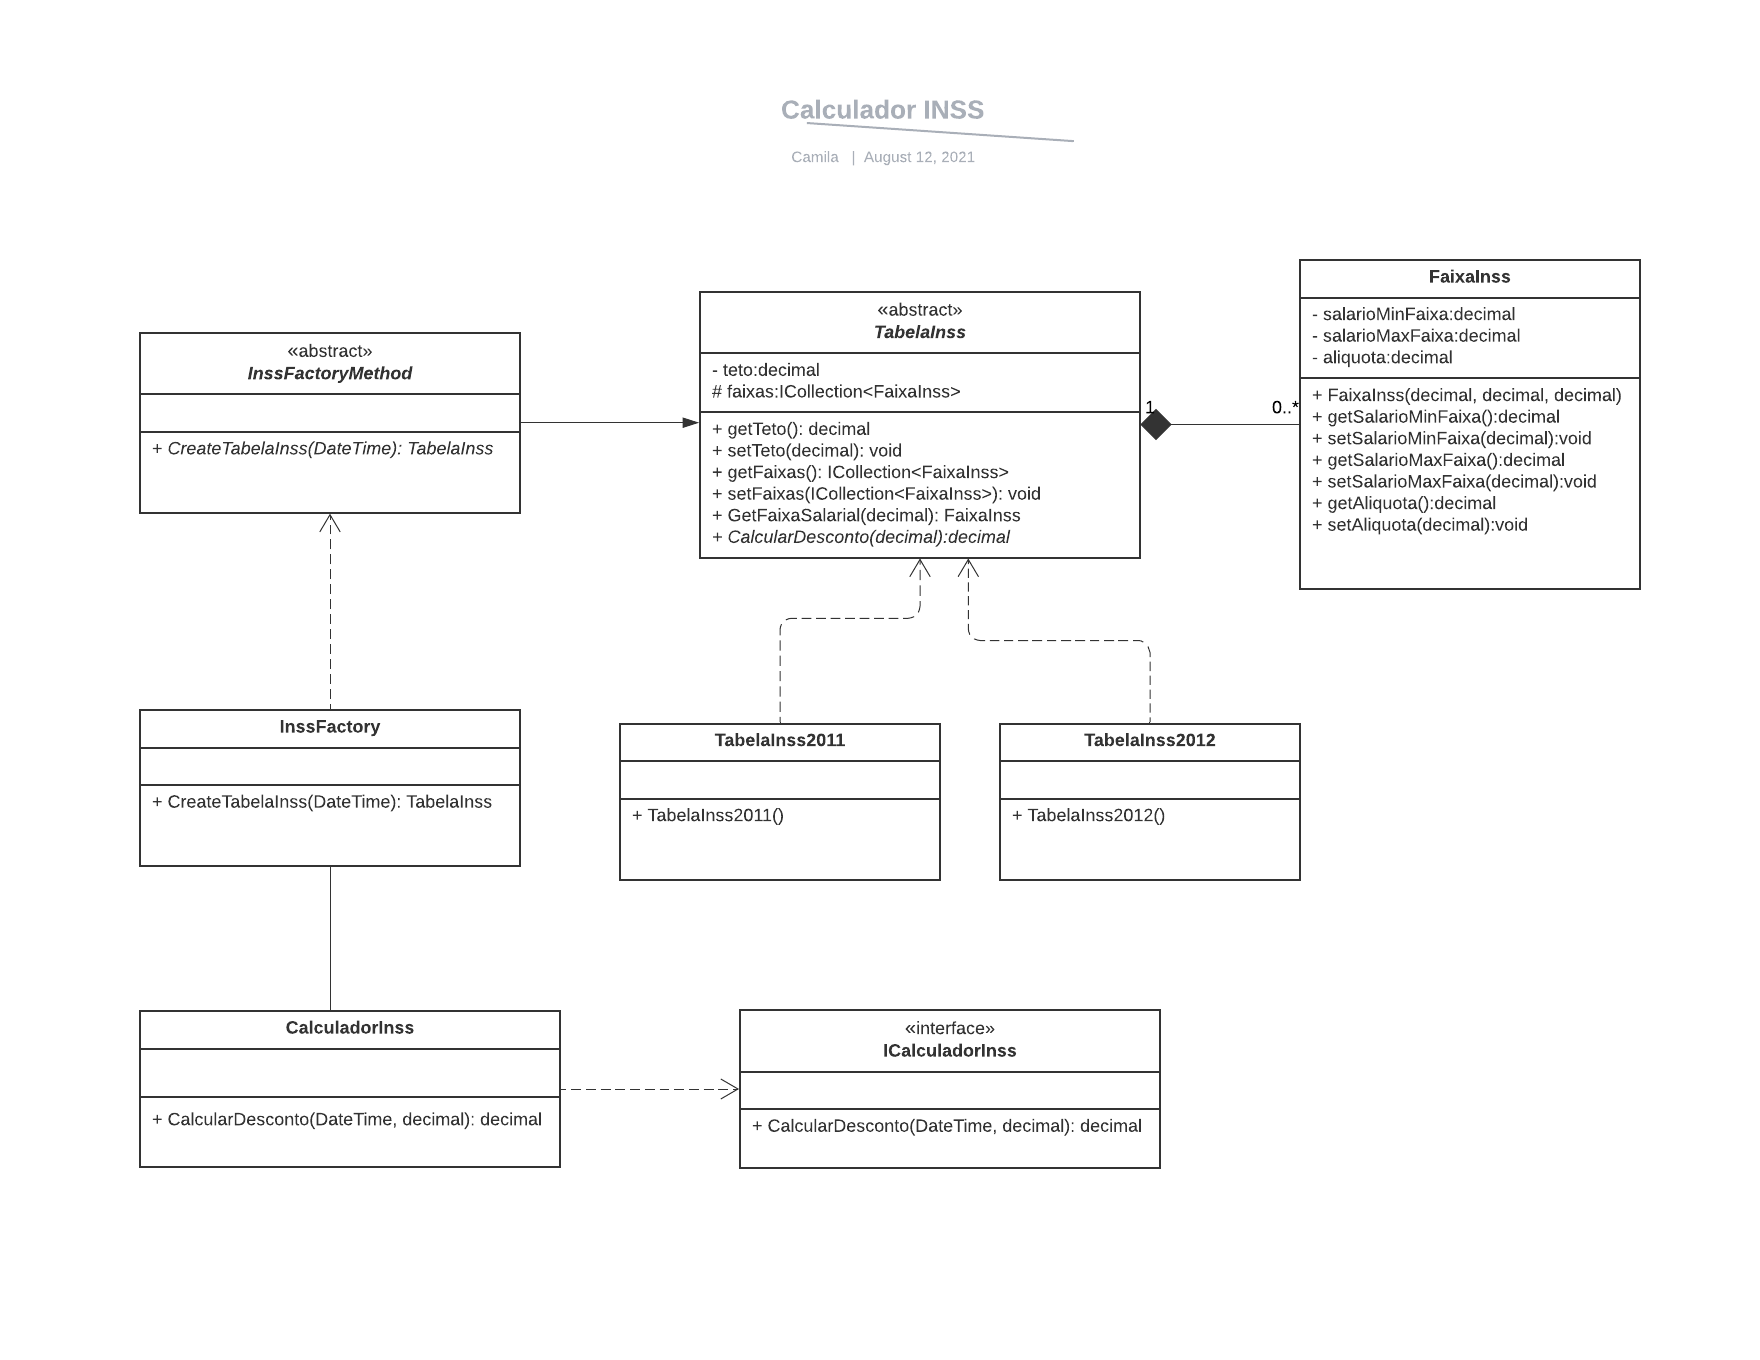 Calculador INSS
Camila | August 12, 2021
«abstract»
InssFactoryMethod
+ CreateTabelaInss(DateTime): TabelaInss
«abstract»
TabelaInss
- teto:decimal
# faixas:ICollection<FaixaInss>
+ getTeto(): decimal
+ setTeto(decimal): void
+ getFaixas(): ICollection<FaixaInss>
+ setFaixas(ICollection<FaixaInss>): void
+ GetFaixaSalarial(decimal): FaixaInss
+ CalcularDesconto(decimal):decimal
1
0..*
FaixaInss
- salarioMinFaixa:decimal
- salarioMaxFaixa:decimal
- aliquota:decimal
+ FaixaInss(decimal, decimal, decimal)
+ getSalarioMinFaixa():decimal
+ setSalarioMinFaixa(decimal):void
+ getSalarioMaxFaixa():decimal
+ setSalarioMaxFaixa(decimal):void
+ getAliquota():decimal
+ setAliquota(decimal):void
InssFactory
+ CreateTabelaInss(DateTime): TabelaInss
TabelaInss2011
+ TabelaInss2011()
TabelaInss2012
+ TabelaInss2012()
CalculadorInss
+ CalcularDesconto(DateTime, decimal): decimal
«interface»
ICalculadorInss
+ CalcularDesconto(DateTime, decimal): decimal